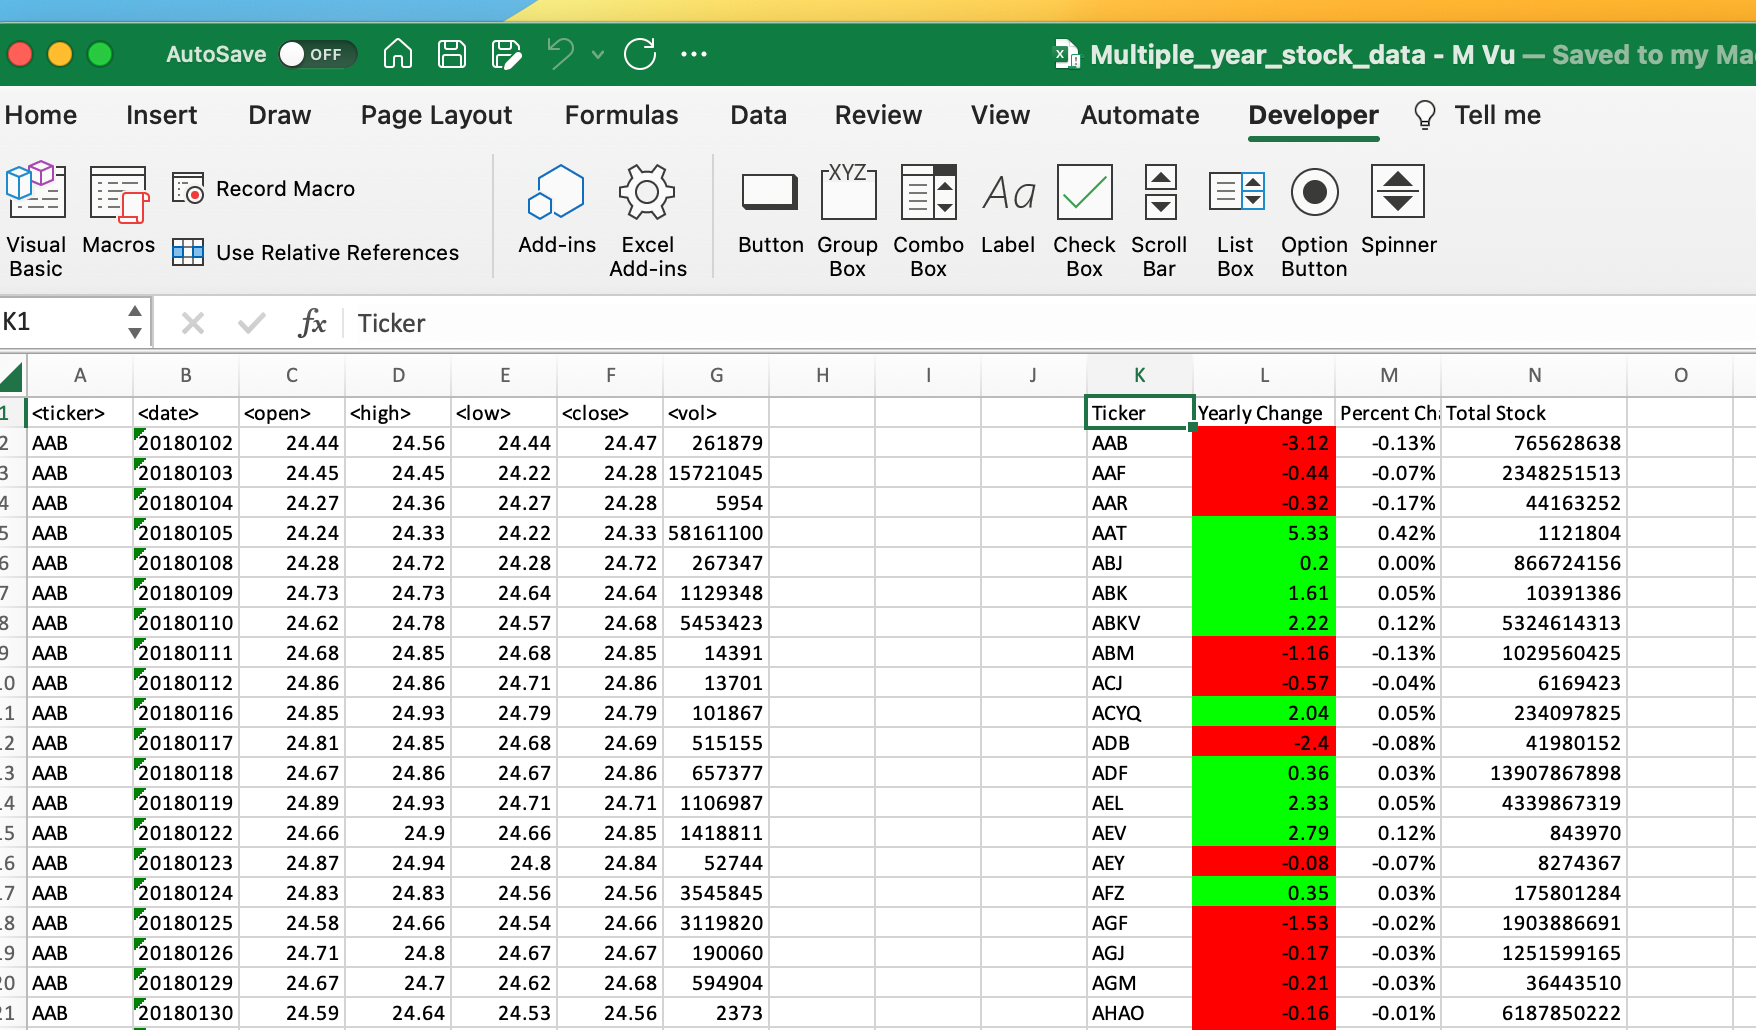 AutoSave OFF Multiple_year_stock_data - M Vu — Saved to my Ma
Home Insert Draw Page Layout Formulas Data Review View Automate Developer Tell me
Visual Basic Macros Record Macro Use Relative References Add-ins Excel Add-ins Button XYZ Group Box Combo Box Aa Label Check Box Scroll Bar List Box Option Button Spinner
K1 fx Ticker
A B C D E F G H I J K L M N O
1 <ticker> <date> <open> <high> <low> <close> <vol> Ticker Yearly Change Percent Ch Total Stock
2 AAB 20180102 24.44 24.56 24.44 24.47 261879 AAB -3.12 -0.13% 765628638
3 AAB 20180103 24.45 24.45 24.22 24.28 15721045 AAF -0.44 -0.07% 2348251513
4 AAB 20180104 24.27 24.36 24.27 24.28 5954 AAR -0.32 -0.17% 44163252
5 AAB 20180105 24.24 24.33 24.22 24.33 58161100 AAT 5.33 0.42% 1121804
6 AAB 20180108 24.28 24.72 24.28 24.72 267347 ABJ 0.2 0.00% 866724156
7 AAB 20180109 24.73 24.73 24.64 24.64 1129348 ABK 1.61 0.05% 10391386
8 AAB 20180110 24.62 24.78 24.57 24.68 5453423 ABKV 2.22 0.12% 5324614313
9 AAB 20180111 24.68 24.85 24.68 24.85 14391 ABM -1.16 -0.13% 1029560425
0 AAB 20180112 24.86 24.86 24.71 24.86 13701 ACJ -0.57 -0.04% 6169423
1 AAB 20180116 24.85 24.93 24.79 24.79 101867 ACYQ 2.04 0.05% 234097825
2 AAB 20180117 24.81 24.85 24.68 24.69 515155 ADB -2.4 -0.08% 41980152
3 AAB 20180118 24.67 24.86 24.67 24.86 657377 ADF 0.36 0.03% 13907867898
4 AAB 20180119 24.89 24.93 24.71 24.71 1106987 AEL 2.33 0.05% 4339867319
5 AAB 20180122 24.66 24.9 24.66 24.85 1418811 AEV 2.79 0.12% 843970
6 AAB 20180123 24.87 24.94 24.8 24.84 52744 AEY -0.08 -0.07% 8274367
7 AAB 20180124 24.83 24.83 24.56 24.56 3545845 AFZ 0.35 0.03% 175801284
8 AAB 20180125 24.58 24.66 24.54 24.66 3119820 AGF -1.53 -0.02% 1903886691
9 AAB 20180126 24.71 24.8 24.67 24.67 190060 AGJ -0.17 -0.03% 1251599165
0 AAB 20180129 24.67 24.7 24.62 24.68 594904 AGM -0.21 -0.03% 36443510
1 AAB 20180130 24.59 24.64 24.53 24.56 2373 AHAO -0.16 -0.01% 6187850222